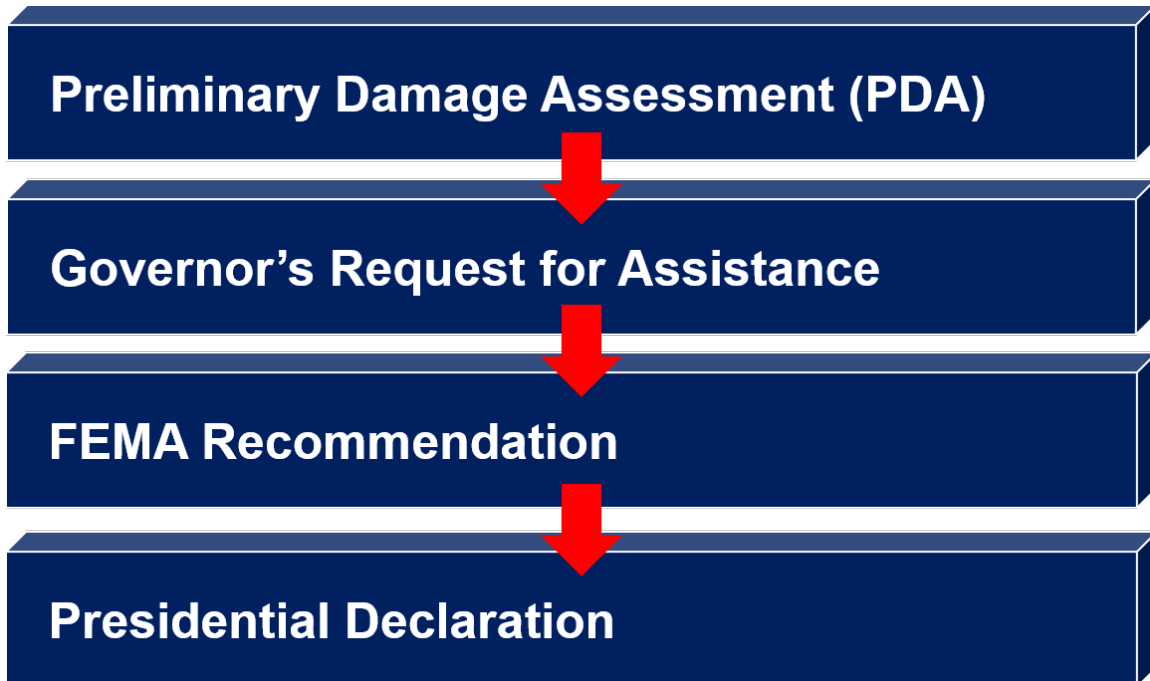 Preliminary Damage Assessment (PDA)
Governor’s Request for Assistance
FEMA Recommendation
Presidential Declaration